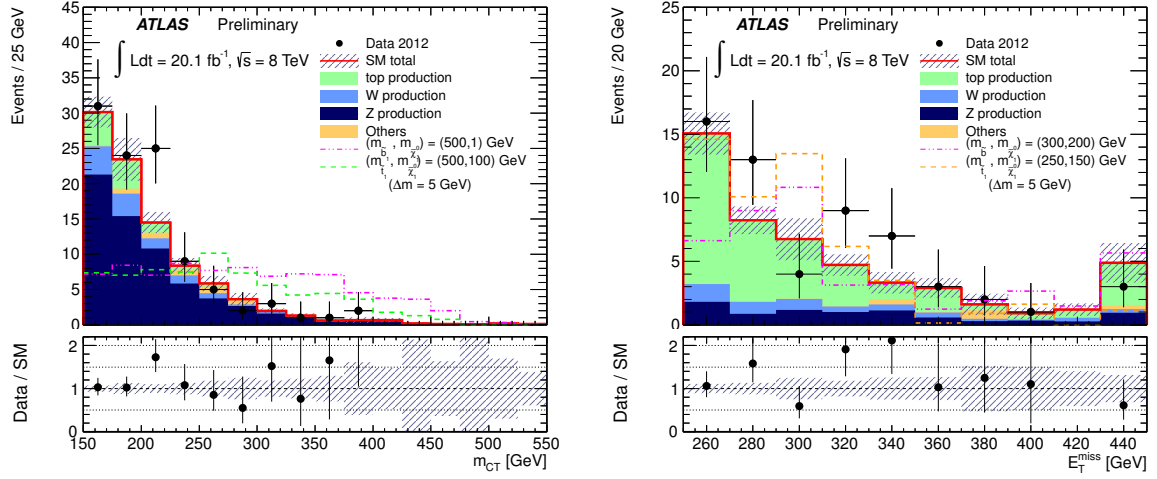 ATLAS Preliminary
∫ Ldt = 20.1 fb⁻¹, √s = 8 TeV
Data 2012
SM total
top production
W production
Z production
Others
(m_b̃, m_χ̃⁰₁) = (500,1) GeV
(m_t̃₁, m_χ̃⁰₁) = (500,100) GeV
(Δm = 5 GeV)
Events / 25 GeV
45
40
35
30
25
20
15
10
5
0
Data / SM
2
1
0
150 200 250 300 350 400 450 500 550
m_CT [GeV]
ATLAS Preliminary
∫ Ldt = 20.1 fb⁻¹, √s = 8 TeV
Data 2012
SM total
top production
W production
Z production
Others
(m_b̃, m_χ̃⁰₁) = (300,200) GeV
(m_t̃₁, m_χ̃⁰₁) = (250,150) GeV
(Δm = 5 GeV)
Events / 20 GeV
25
20
15
10
5
0
Data / SM
2
1
0
260 280 300 320 340 360 380 400 420 440
E_T^miss [GeV]